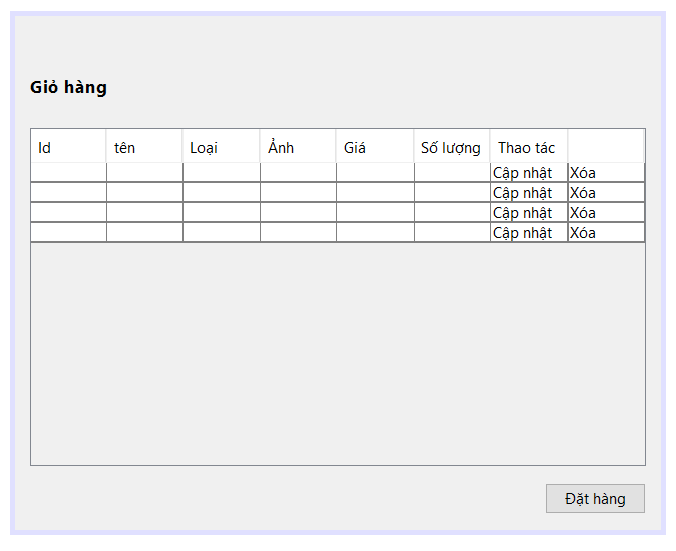 Giỏ hàng
Id tên Loại Ảnh Giá Số lượng Thao tác
Cập nhật Xóa
Cập nhật Xóa
Cập nhật Xóa
Cập nhật Xóa
Đặt hàng